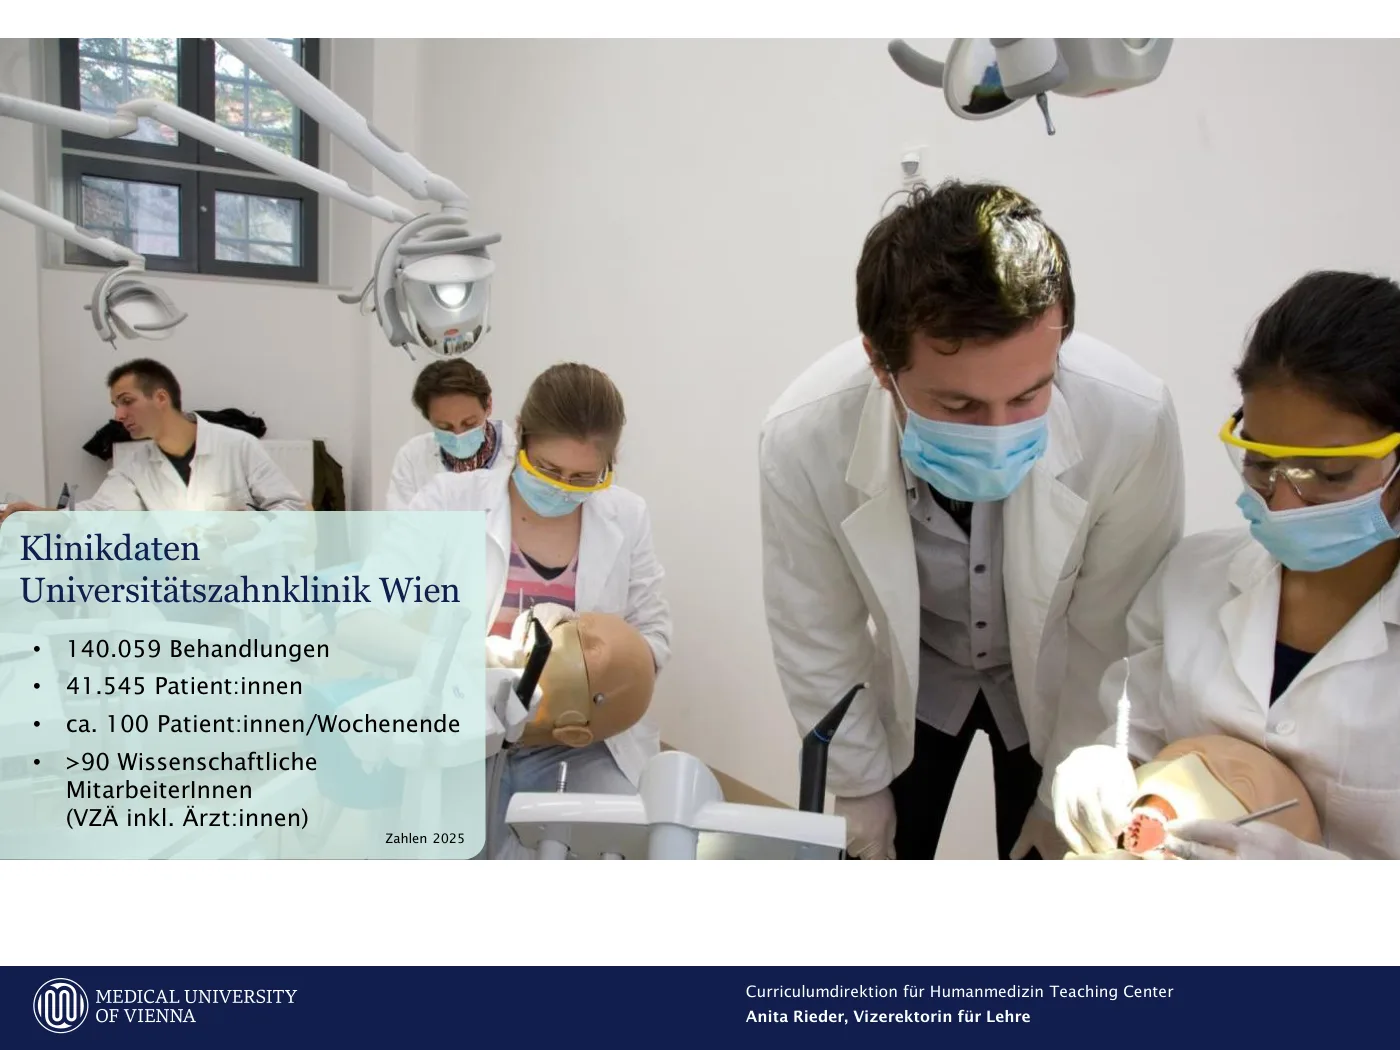 Klinikdaten
Universitätszahnklinik Wien
• 140.059 Behandlungen
• 41.545 Patient:innen
• ca. 100 Patient:innen/Wochenende
• >90 Wissenschaftliche
MitarbeiterInnen
(VZÄ inkl. Ärzt:innen)
Zahlen 2025
MEDICAL UNIVERSITY
OF VIENNA
Curriculumdirektion für Humanmedizin Teaching Center
Anita Rieder, Vizerektorin für Lehre